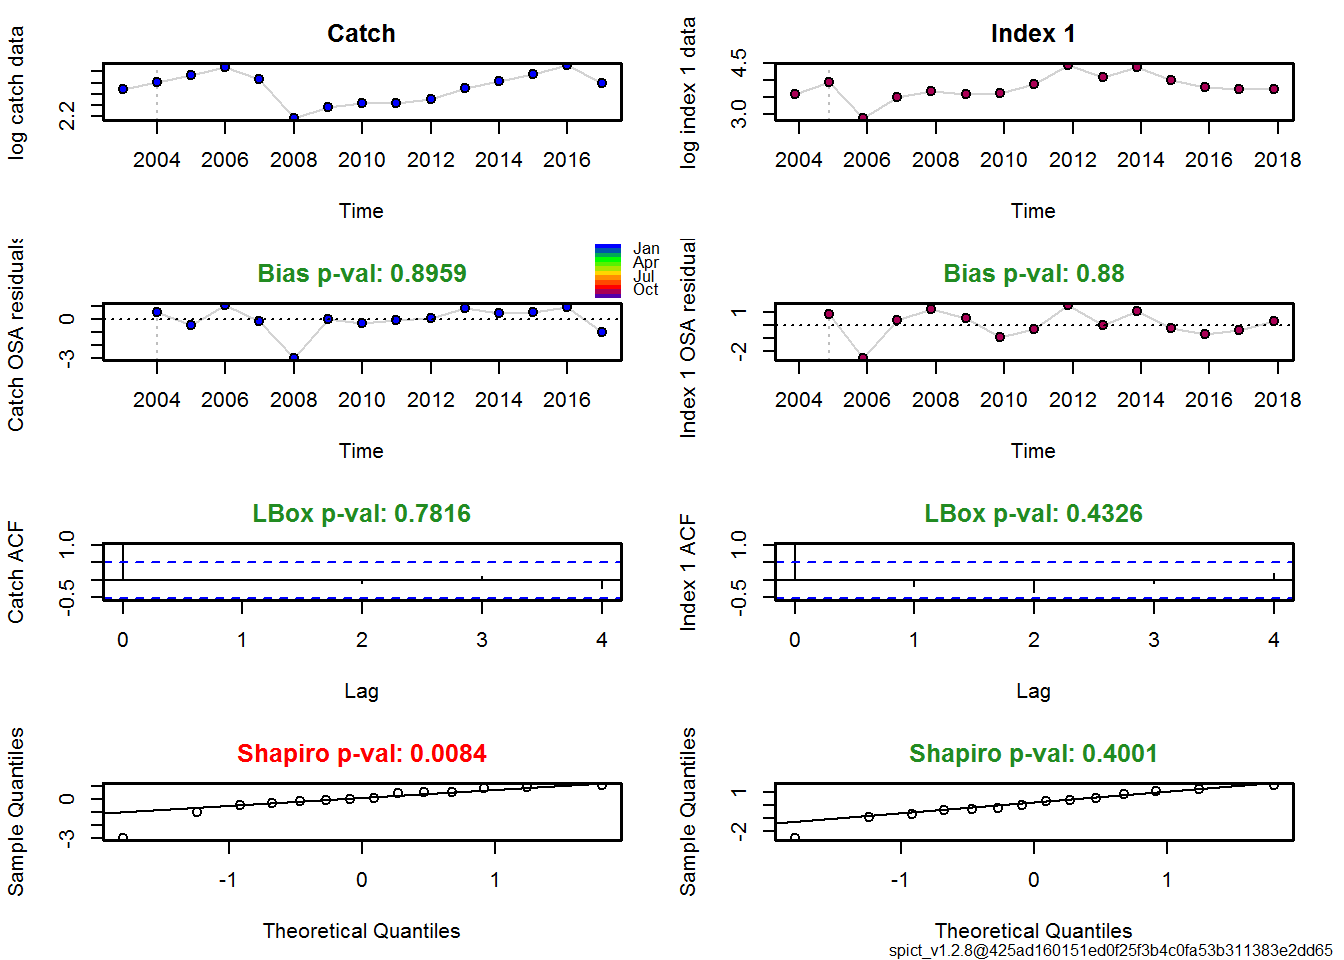 Catch
log catch data
2.2
2004 2006 2008 2010 2012 2014 2016
Time
Index 1
log index 1 data
4.5
3.0
2004 2006 2008 2010 2012 2014 2016 2018
Time
Bias p-val: 0.8959
Jan
Apr
Jul
Oct
Catch OSA residuals
0
-3
2004 2006 2008 2010 2012 2014 2016
Time
Bias p-val: 0.88
Index 1 OSA residual
1
-2
2004 2006 2008 2010 2012 2014 2016 2018
Time
LBox p-val: 0.7816
Catch ACF
1.0
-0.5
0 1 2 3 4
Lag
LBox p-val: 0.4326
Index 1 ACF
1.0
-0.5
0 1 2 3 4
Lag
Shapiro p-val: 0.0084
Sample Quantiles
0
-3
-1 0 1
Theoretical Quantiles
Shapiro p-val: 0.4001
Sample Quantiles
1
-2
-1 0 1
Theoretical Quantiles
spict_v1.2.8@425ad160151ed0f25f3b4c0fa53b311383e2dd65